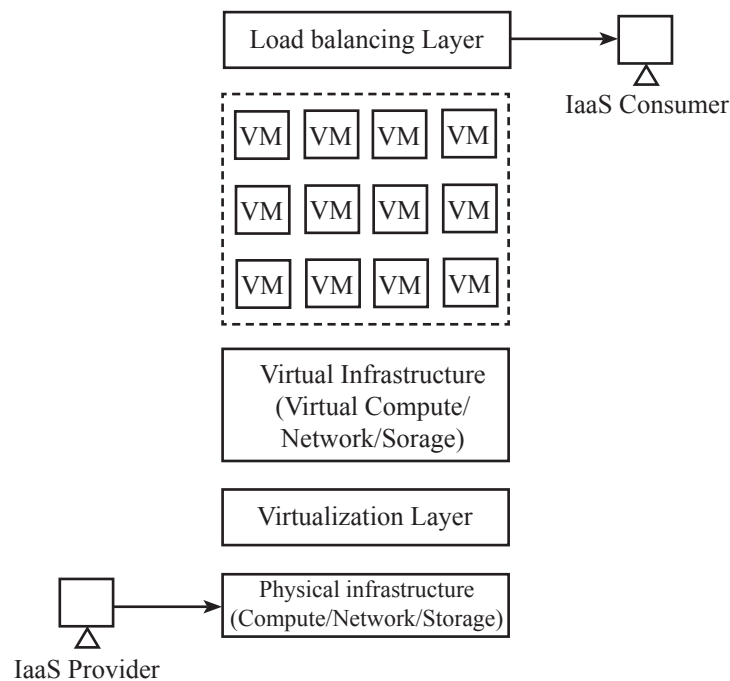 Load balancing Layer
IaaS Consumer
VM VM VM VM
VM VM VM VM
VM VM VM VM
Virtual Infrastructure
(Virtual Compute/
Network/Sorage)
Virtualization Layer
Physical infrastructure
(Compute/Network/Storage)
IaaS Provider